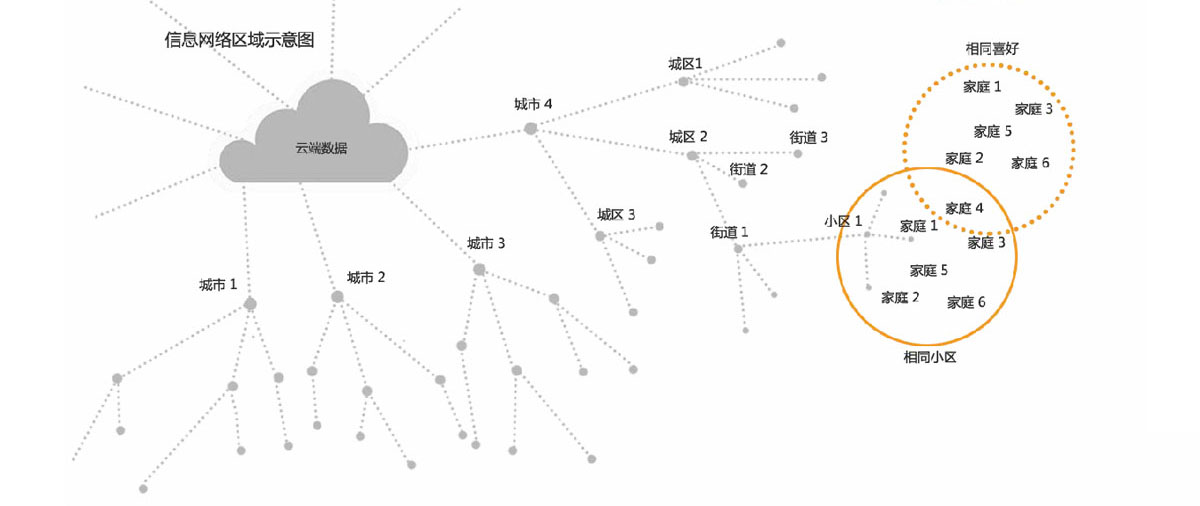 信息网络区域示意图
云端数据
城市 4
城区1
城区 2
街道 3
街道 2
城区 3
街道 1
城市 3
城市 1
城市 2
相同喜好
家庭 1
家庭 3
家庭 5
家庭 2
家庭 6
家庭 4
小区 1
家庭 1
家庭 3
家庭 5
家庭 2
家庭 6
相同小区